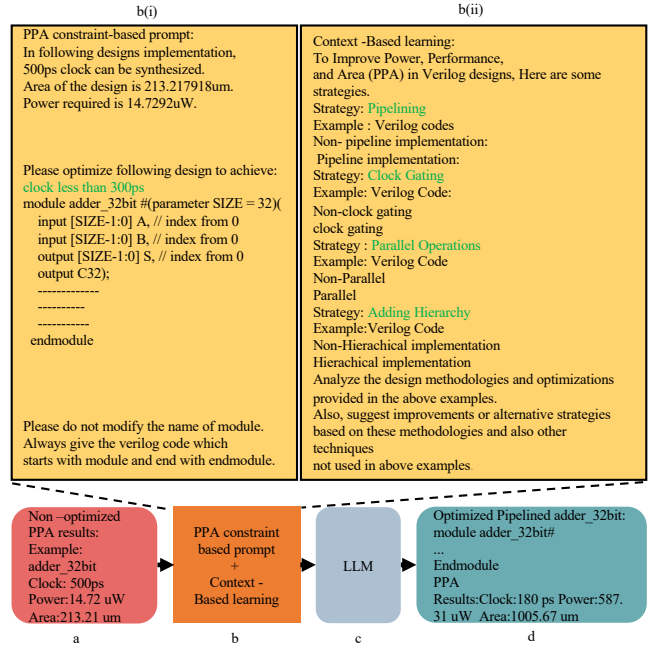 b(i)
PPA constraint-based prompt:
In following designs implementation,
500ps clock can be synthesized.
Area of the design is 213.217918um.
Power required is 14.7292uW.
Please optimize following design to achieve:
clock less than 300ps
module adder_32bit #(parameter SIZE = 32)(
input [SIZE-1:0] A, // index from 0
input [SIZE-1:0] B, // index from 0
output [SIZE-1:0] S, // index from 0
output C32);
-------------
----------
-----------
endmodule
Please do not modify the name of module.
Always give the verilog code which
starts with module and end with endmodule.
b(ii)
Context -Based learning:
To Improve Power, Performance,
and Area (PPA) in Verilog designs, Here are some
strategies.
Strategy: Pipelining
Example : Verilog codes
Non- pipeline implementation:
Pipeline implementation:
Strategy: Clock Gating
Example: Verilog Code:
Non-clock gating
clock gating
Strategy : Parallel Operations
Example: Verilog Code
Non-Parallel
Parallel
Strategy: Adding Hierarchy
Example:Verilog Code
Non-Hierachical implementation
Hierachical implementation
Analyze the design methodologies and optimizations
provided in the above examples.
Also, suggest improvements or alternative strategies
based on these methodologies and also other
techniques
not used in above examples.
Non –optimized
PPA results:
Example:
adder_32bit
Clock: 500ps
Power:14.72 uW
Area:213.21 um
a
PPA constraint
based prompt
+
Context -
Based learning
b
LLM
c
Optimized Pipelined adder_32bit:
module adder_32bit#
...
Endmodule
PPA
Results:Clock:180 ps Power:587.
31 uW Area:1005.67 um
d